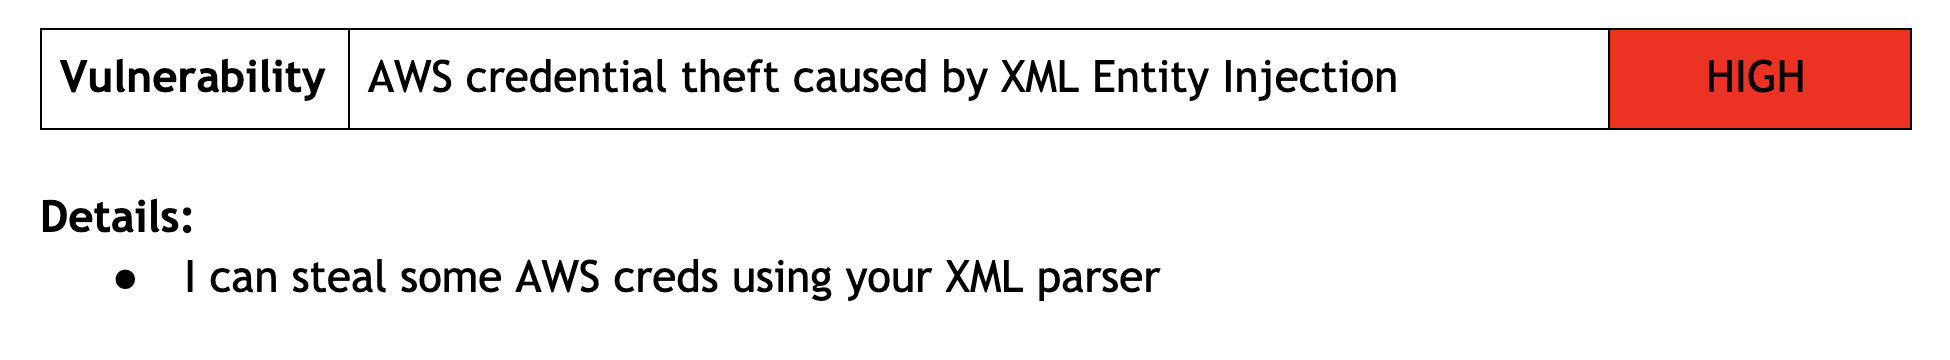 Vulnerability AWS credential theft caused by XML Entity Injection HIGH
Details:
● I can steal some AWS creds using your XML parser